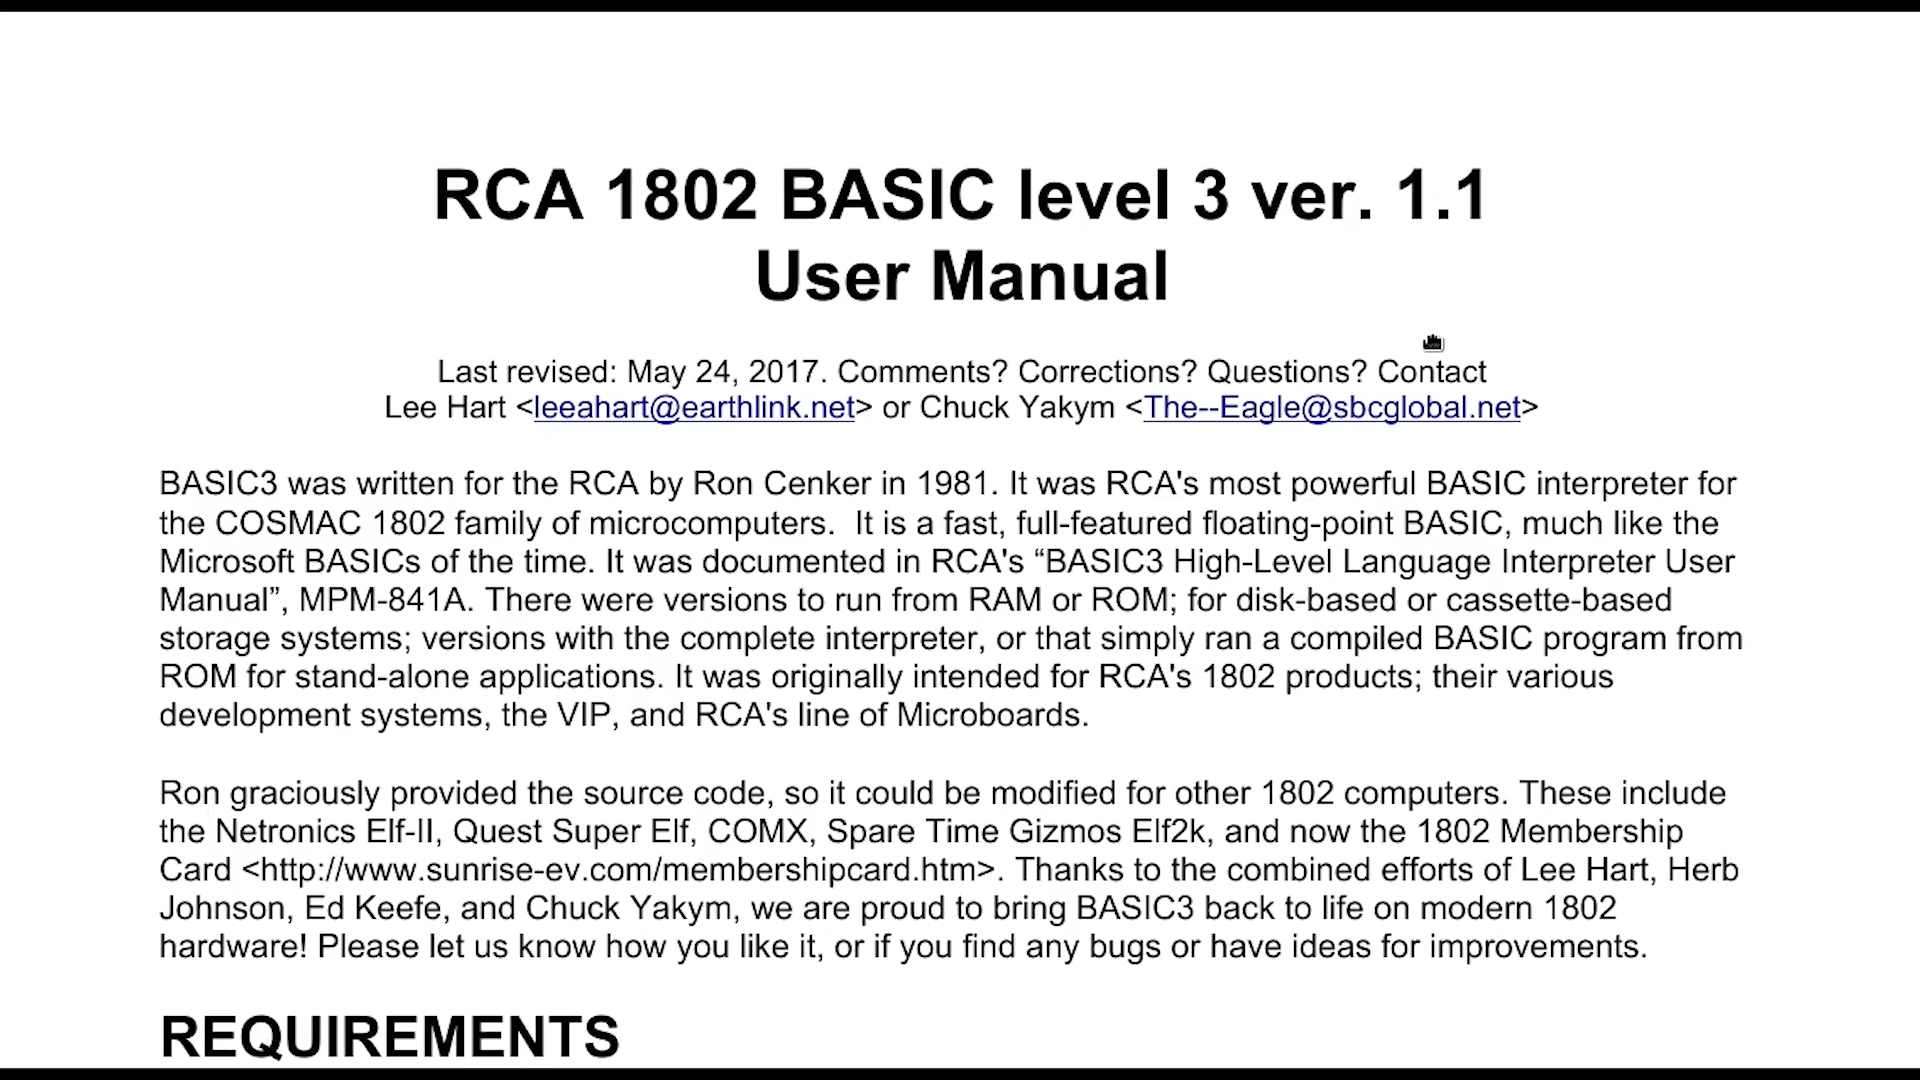 RCA 1802 BASIC level 3 ver. 1.1
User Manual
Last revised: May 24, 2017. Comments? Corrections? Questions? Contact
Lee Hart <leeahart@earthlink.net> or Chuck Yakym <The--Eagle@sbcglobal.net>
BASIC3 was written for the RCA by Ron Cenker in 1981. It was RCA's most powerful BASIC interpreter for
the COSMAC 1802 family of microcomputers.  It is a fast, full-featured floating-point BASIC, much like the
Microsoft BASICs of the time. It was documented in RCA's “BASIC3 High-Level Language Interpreter User
Manual”, MPM-841A. There were versions to run from RAM or ROM; for disk-based or cassette-based
storage systems; versions with the complete interpreter, or that simply ran a compiled BASIC program from
ROM for stand-alone applications. It was originally intended for RCA's 1802 products; their various
development systems, the VIP, and RCA's line of Microboards.
Ron graciously provided the source code, so it could be modified for other 1802 computers. These include
the Netronics Elf-II, Quest Super Elf, COMX, Spare Time Gizmos Elf2k, and now the 1802 Membership
Card <http://www.sunrise-ev.com/membershipcard.htm>. Thanks to the combined efforts of Lee Hart, Herb
Johnson, Ed Keefe, and Chuck Yakym, we are proud to bring BASIC3 back to life on modern 1802
hardware! Please let us know how you like it, or if you find any bugs or have ideas for improvements.
REQUIREMENTS